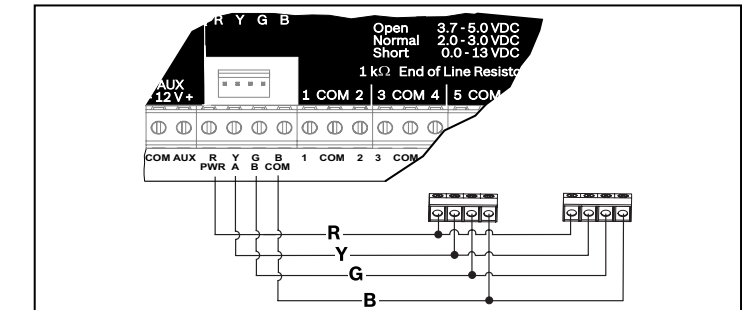 R Y G B
Open 3.7 - 5.0 VDC
Normal 2.0 - 3.0 VDC
Short 0.0 - 13 VDC
1 kΩ End of Line Resisto
AUX
12 V +
1 COM 2 3 COM 4 5 COM
COM AUX R Y G B 1 COM 2 3 COM
PWR A B COM
R
Y
G
B